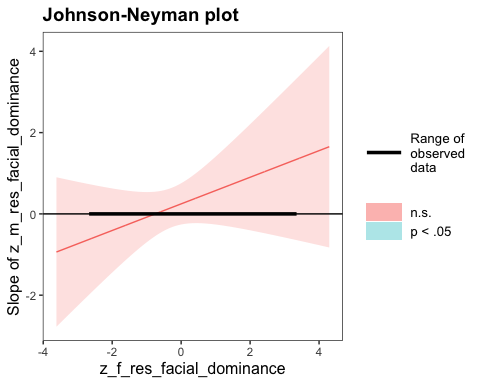 Johnson-Neyman plot
Slope of z_m_res_facial_dominance
4
2
0
-2
-4
-2
0
2
4
z_f_res_facial_dominance
Range of
observed
data
n.s.
p < .05